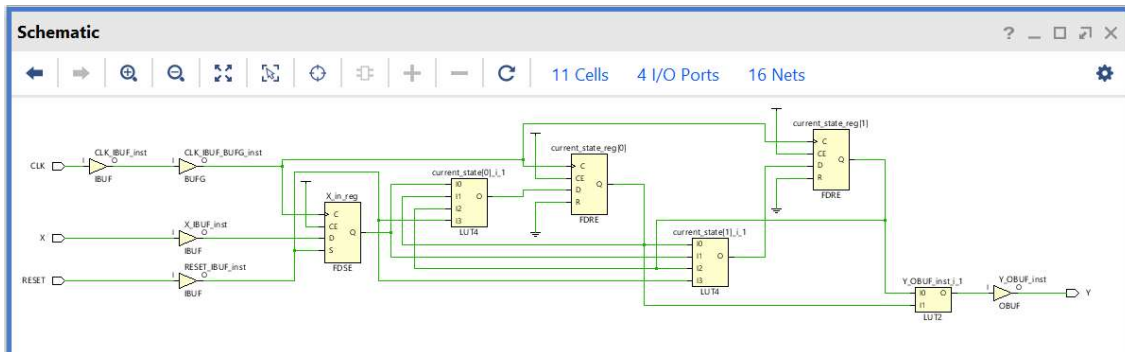 Schematic
11 Cells 4 I/O Ports 16 Nets
current_state_reg[1]
C
CE
D
R
Q
FDRE
CLK
CLK_IBUF_inst
I O
IBUF
CLK_IBUF_BUFG_inst
I O
BUFG
current_state_reg[0]
C
CE
D
R
Q
FDRE
current_state[0]_i_1
I0
I1
I2
I3
O
LUT4
X_in_reg
C
CE
D
S
Q
FDSE
X
X_IBUF_inst
I O
IBUF
current_state[1]_i_1
I0
I1
I2
I3
O
LUT4
RESET
RESET_IBUF_inst
I O
IBUF
Y_OBUF_inst_i_1
I0
I1
O
LUT2
Y_OBUF_inst
I O
OBUF
Y